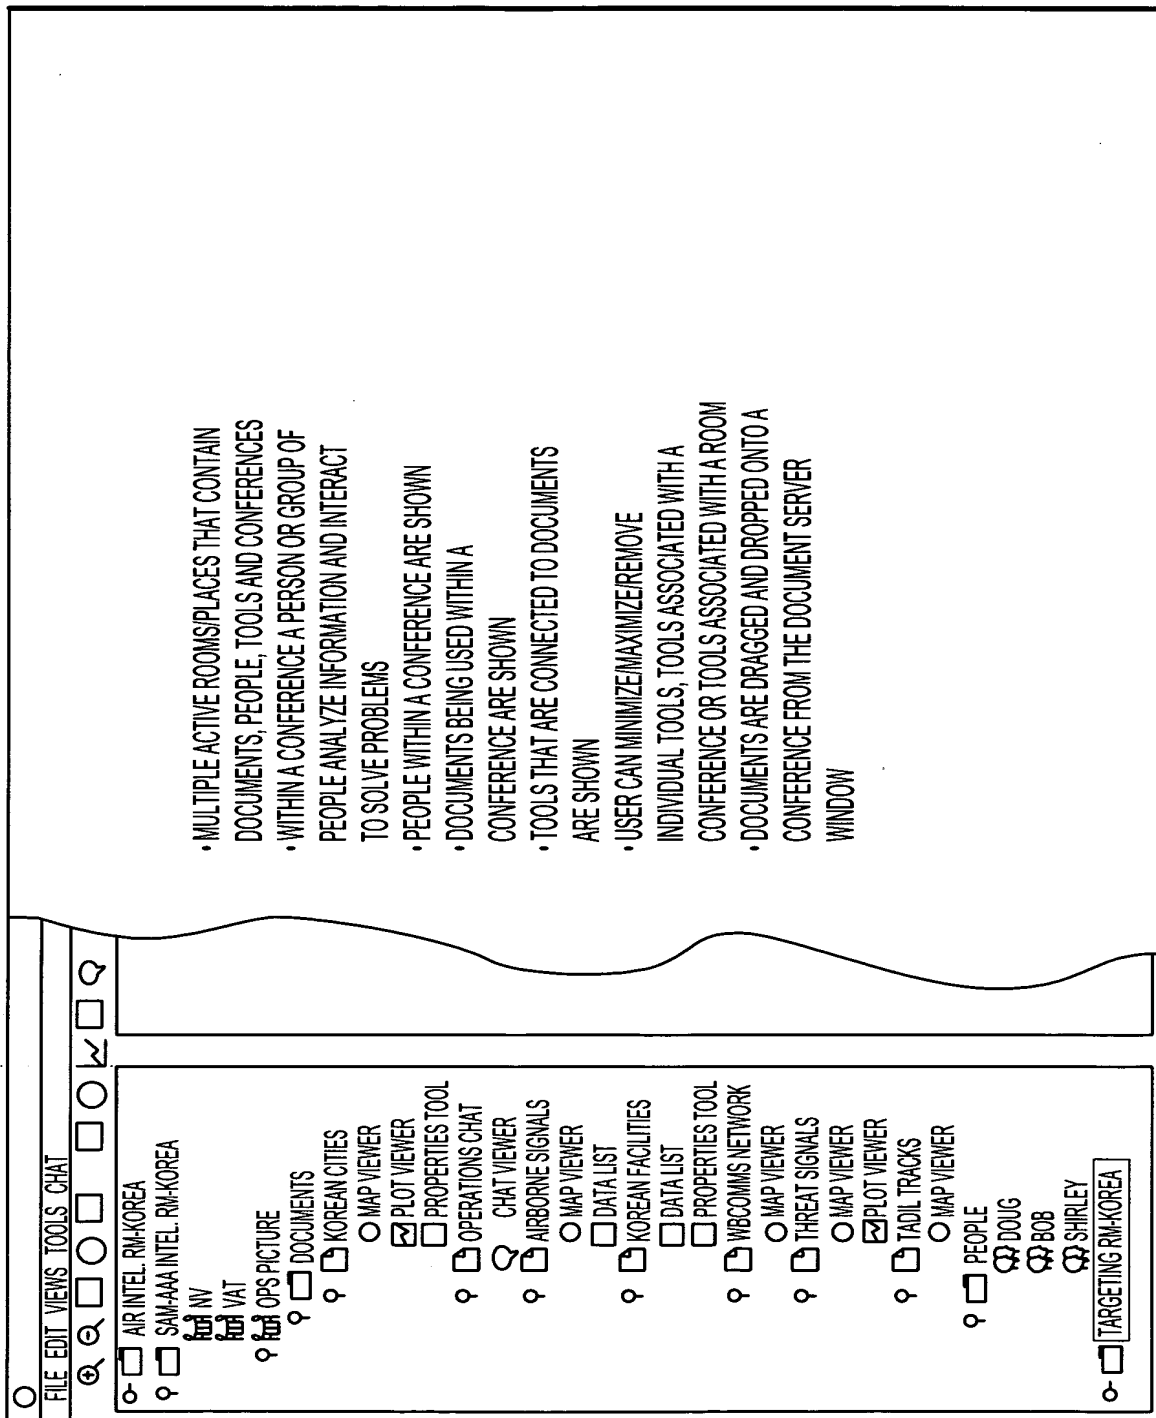 FILE EDIT VIEWS TOOLS CHAT
AIR INTEL. RM-KOREA
SAM-AAA INTEL. RM-KOREA
NV
VAT
OPS PICTURE
DOCUMENTS
KOREAN CITIES
MAP VIEWER
PLOT VIEWER
PROPERTIES TOOL
OPERATIONS CHAT
CHAT VIEWER
AIRBORNE SIGNALS
MAP VIEWER
DATA LIST
KOREAN FACILITIES
DATA LIST
PROPERTIES TOOL
WBCOMMS NETWORK
MAP VIEWER
THREAT SIGNALS
MAP VIEWER
PLOT VIEWER
TADIL TRACKS
MAP VIEWER
PEOPLE
DOUG
BOB
SHIRLEY
TARGETING RM-KOREA
• MULTIPLE ACTIVE ROOMS/PLACES THAT CONTAIN
DOCUMENTS, PEOPLE, TOOLS AND CONFERENCES
• WITHIN A CONFERENCE A PERSON OR GROUP OF
PEOPLE ANALYZE INFORMATION AND INTERACT
TO SOLVE PROBLEMS
• PEOPLE WITHIN A CONFERENCE ARE SHOWN
• DOCUMENTS BEING USED WITHIN A
CONFERENCE ARE SHOWN
• TOOLS THAT ARE CONNECTED TO DOCUMENTS
ARE SHOWN
• USER CAN MINIMIZE/MAXIMIZE/REMOVE
INDIVIDUAL TOOLS, TOOLS ASSOCIATED WITH A
CONFERENCE OR TOOLS ASSOCIATED WITH A ROOM
• DOCUMENTS ARE DRAGGED AND DROPPED ONTO A
CONFERENCE FROM THE DOCUMENT SERVER
WINDOW